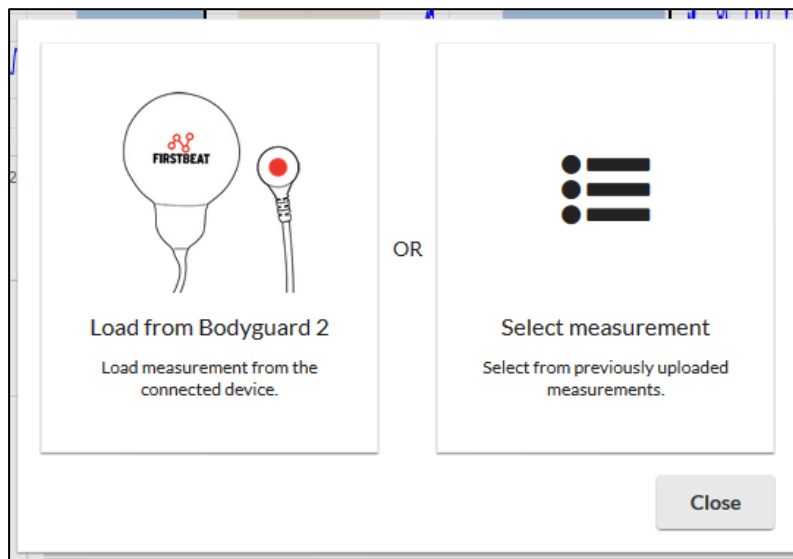 FIRSTBEAT
2
OR
Load from Bodyguard 2
Load measurement from the
connected device.
Select measurement
Select from previously uploaded
measurements.
Close